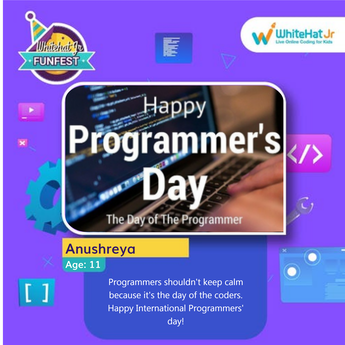 WhiteHat Jr
FUNFEST
WhiteHat Jr
Live Online Coding for Kids
Happy
Programmer's
Day
The Day of The Programmer
</>
Anushreya
Age: 11
[ ]
Programmers shouldn't keep calm
because it's the day of the coders.
Happy International Programmers'
day!